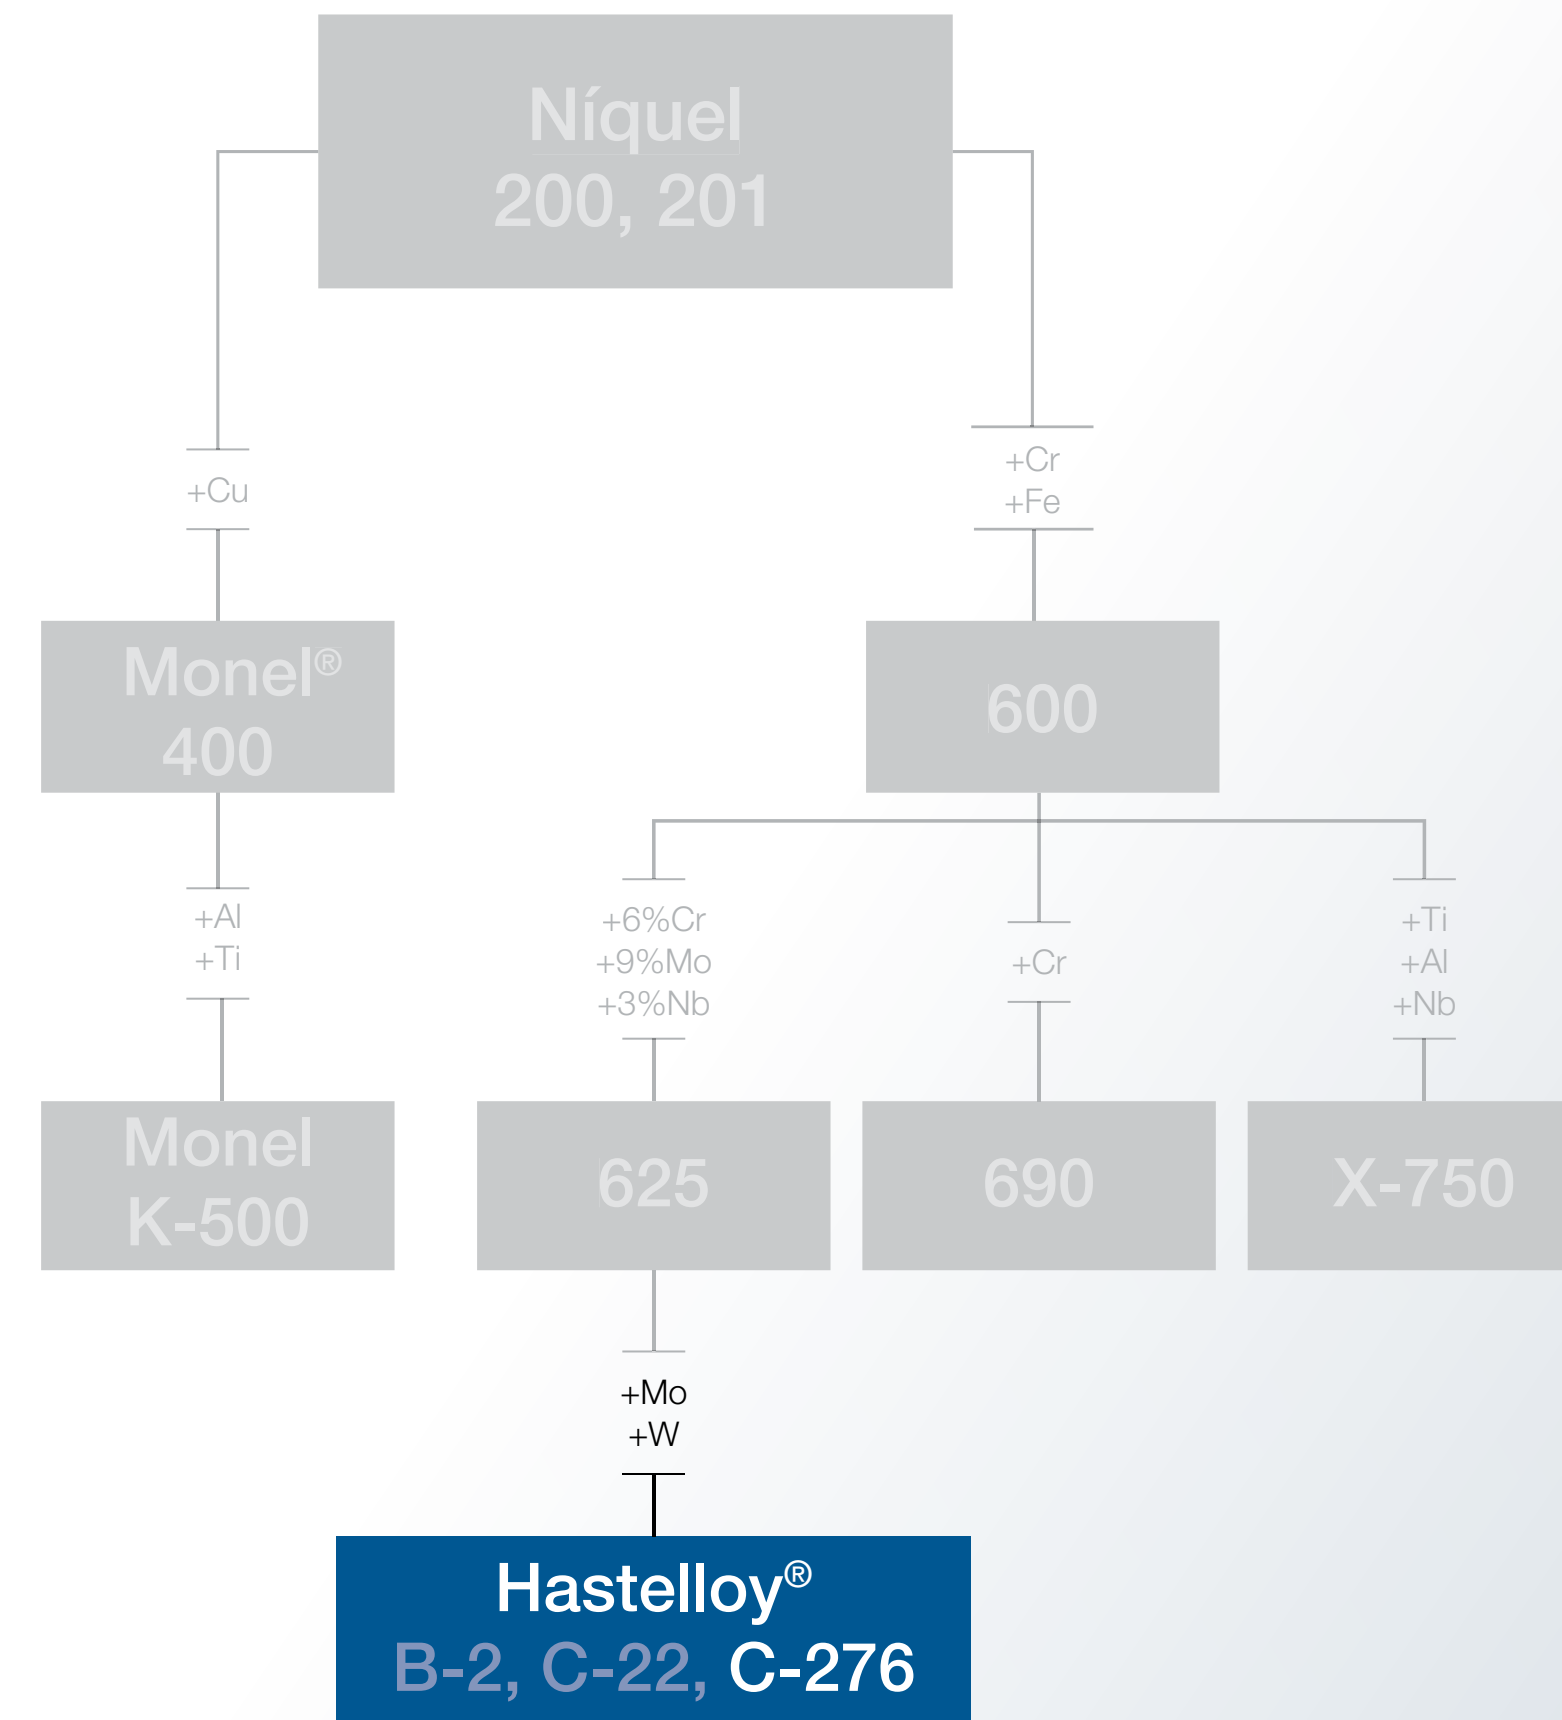 Níquel
200, 201
+Cu
+Cr
+Fe
Monel®
400
600
+Al
+Ti
+6%Cr
+9%Mo
+3%Nb
+Cr
+Ti
+Al
+Nb
Monel
K-500
625
690
X-750
+Mo
+W
Hastelloy®
B-2, C-22, C-276